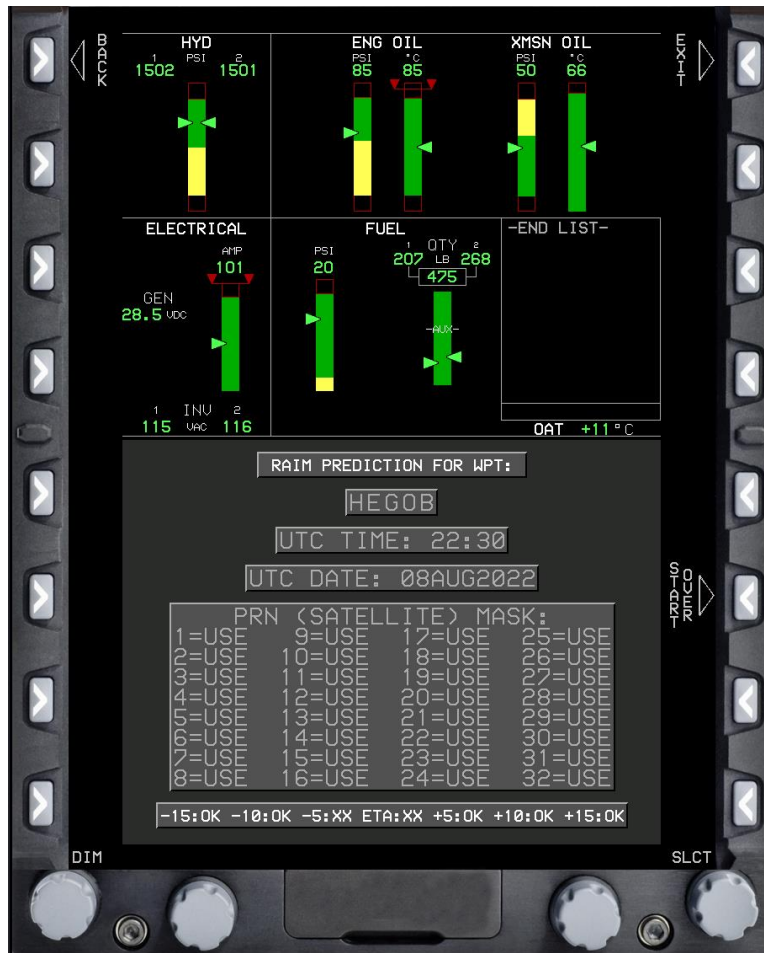 BACK
HYD
1 PSI 2
1502 1501
ENG OIL
PSI °C
85 85
XMSN OIL
PSI °C
50 66
EXIT
ELECTRICAL
AMP
101
GEN
28.5 VDC
1 INV 2
115 VAC 116
FUEL
PSI
20
1 QTY 2
207 LB 268
475
-AUX-
-END LIST-
OAT +11°C
RAIM PREDICTION FOR WPT:
HEGOB
UTC TIME: 22:30
UTC DATE: 08AUG2022
START OVER
PRN (SATELLITE) MASK:
1=USE 9=USE 17=USE 25=USE
2=USE 10=USE 18=USE 26=USE
3=USE 11=USE 19=USE 27=USE
4=USE 12=USE 20=USE 28=USE
5=USE 13=USE 21=USE 29=USE
6=USE 14=USE 22=USE 30=USE
7=USE 15=USE 23=USE 31=USE
8=USE 16=USE 24=USE 32=USE
-15:OK -10:OK -5:XX ETA:XX +5:OK +10:OK +15:OK
DIM SLCT